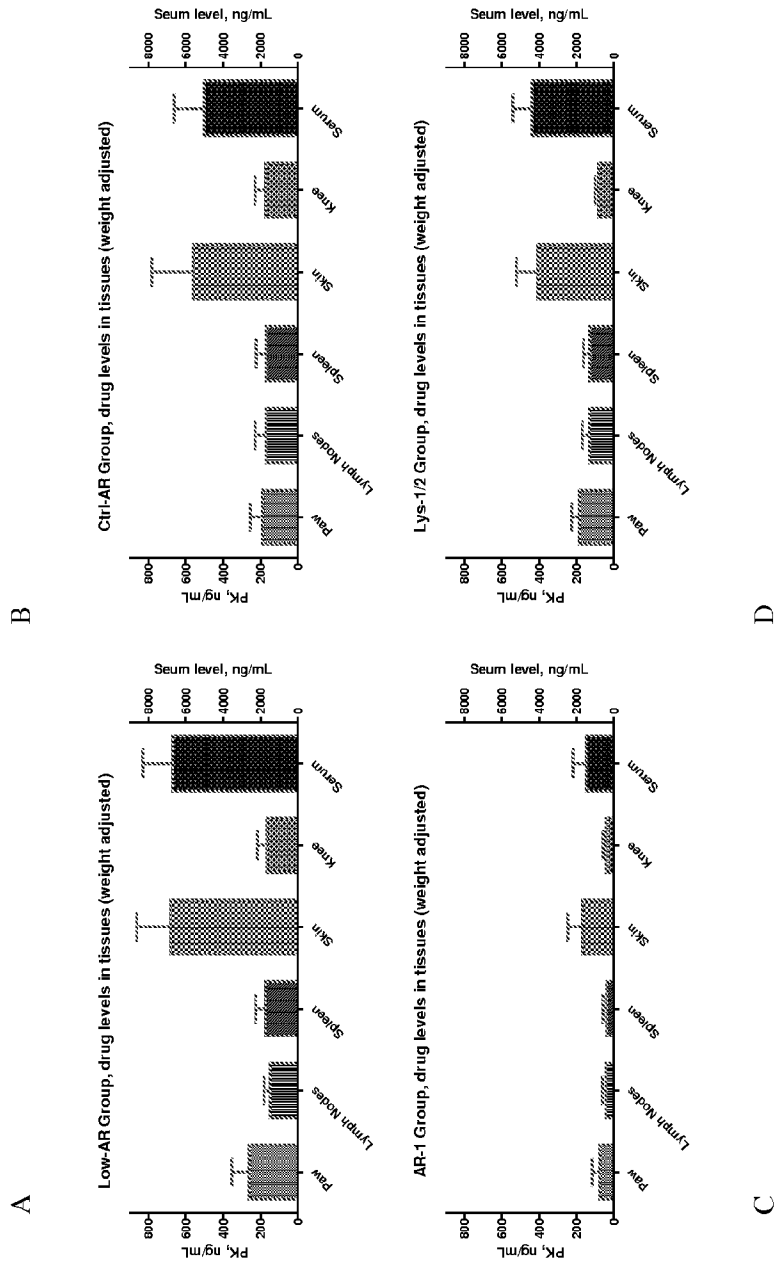 A
Low-AR Group, drug levels in tissues (weight adjusted)
PK, ng/mL
800
600
400
200
0
Seum level, ng/mL
8000
6000
4000
2000
0
Paw
Lymph Nodes
Spleen
Skin
Knee
Serum
B
Ctrl-AR Group, drug levels in tissues (weight adjusted)
PK, ng/mL
800
600
400
200
0
Seum level, ng/mL
8000
6000
4000
2000
0
Paw
Lymph Nodes
Spleen
Skin
Knee
Serum
C
AR-1 Group, drug levels in tissues (weight adjusted)
PK, ng/mL
800
600
400
200
0
Seum level, ng/mL
8000
6000
4000
2000
0
Paw
Lymph Nodes
Spleen
Skin
Knee
Serum
D
Lys-1/2 Group, drug levels in tissues (weight adjusted)
PK, ng/mL
800
600
400
200
0
Seum level, ng/mL
8000
6000
4000
2000
0
Paw
Lymph Nodes
Spleen
Skin
Knee
Serum